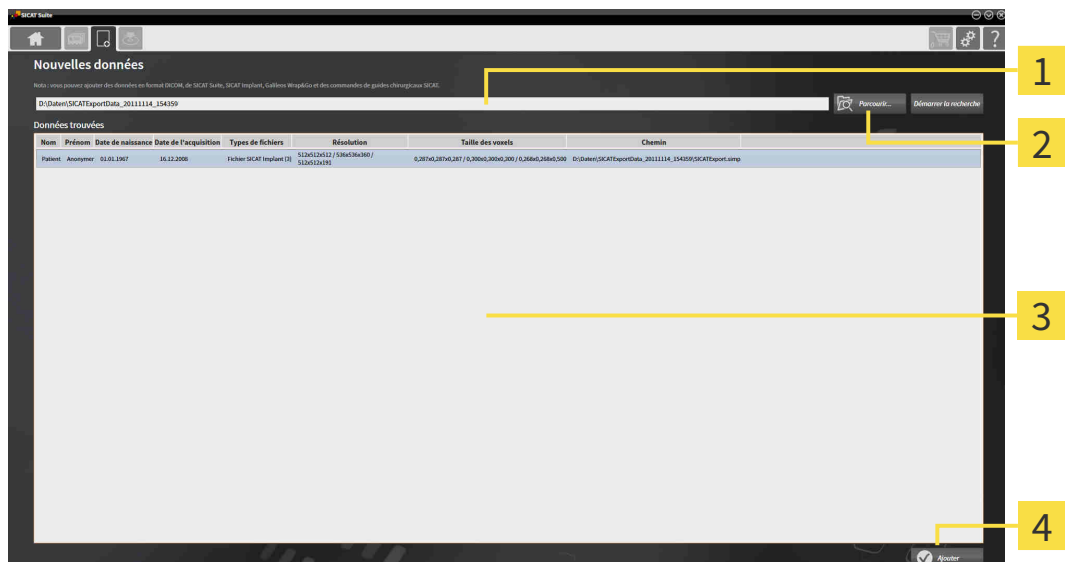 SICAT Suite
?
Nouvelles données
Nota : vous pouvez ajouter des données en format DICOM, de SICAT Suite, SICAT Implant, Galileos Wrap&Go et des commandes de guides chirurgicaux SICAT.
D:\Daten\SICATExportData_20111114_154359
Parcourir...
Démarrer la recherche
Données trouvées
Nom Prénom Date de naissance Date de l'acquisition Types de fichiers Résolution Taille des voxels Chemin
Patient Anonymer 01.01.1967 16.12.2008 Fichier SICAT Implant (3) 512x512x512 / 536x536x360 / 512x512x191 0,287x0,287x0,287 / 0,300x0,300x0,300 / 0,268x0,268x0,500 D:\Daten\SICATExportData_20111114_154359\SICATExport.simp
Ajouter
1
2
3
4